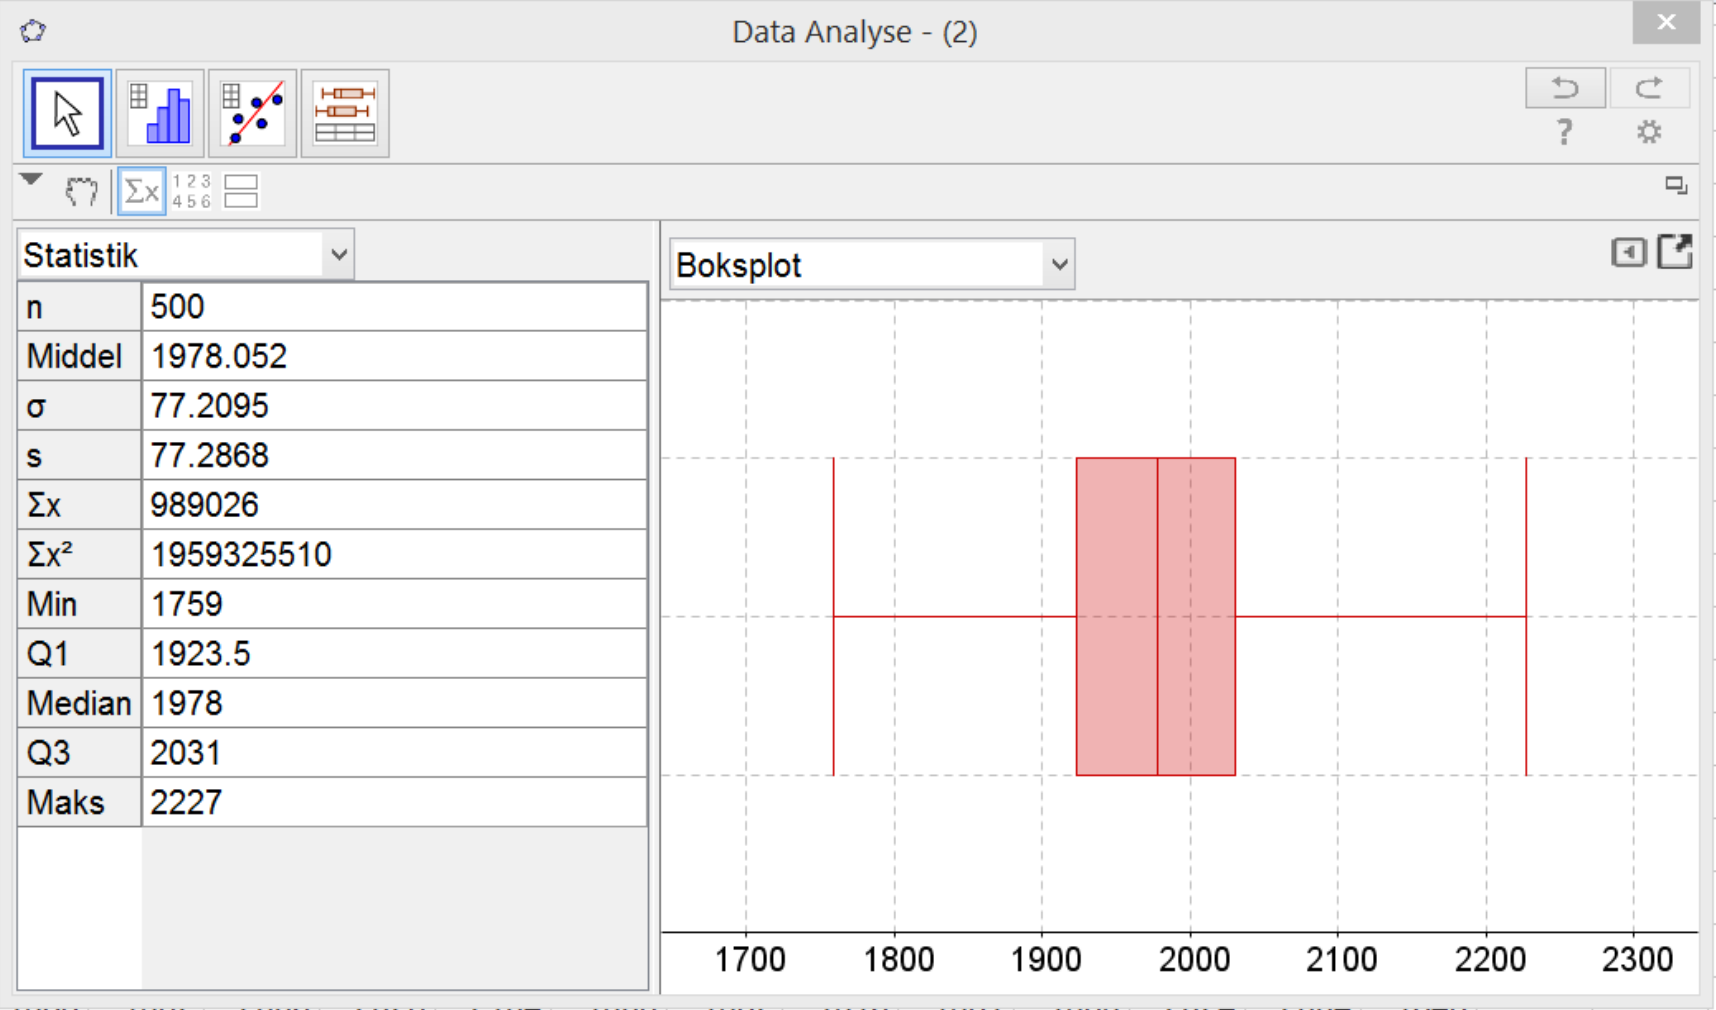 Data Analyse - (2)
x
?
Σx
1 2 3
4 5 6
Statistik
n 500
Middel 1978.052
σ 77.2095
s 77.2868
Σx 989026
Σx² 1959325510
Min 1759
Q1 1923.5
Median 1978
Q3 2031
Maks 2227
Boksplot
1700 1800 1900 2000 2100 2200 2300